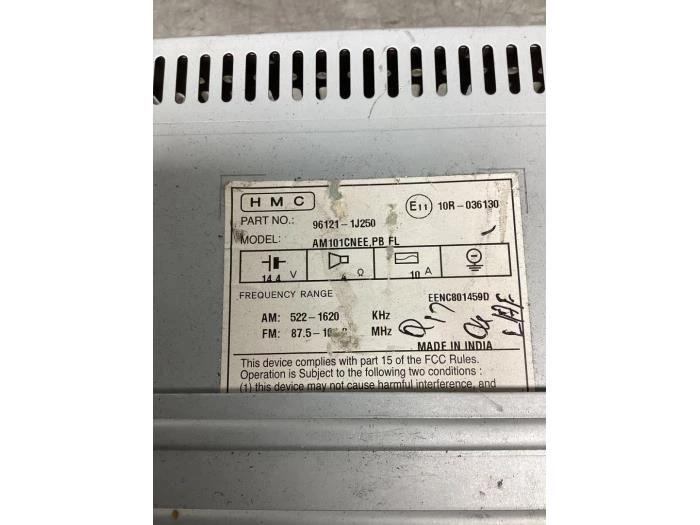 HMC
E11 10R-036130
PART NO.: 96121-1J250
MODEL: AM101CNEE,PB FL
14.4 V 4 Ω 10 A
FREQUENCY RANGE EENC801459D
AM: 522-1620 KHz
FM: 87.5- MHz
MADE IN INDIA
This device complies with part 15 of the FCC Rules.
Operation is Subject to the following two conditions :
(1) this device may not cause harmful interference, and